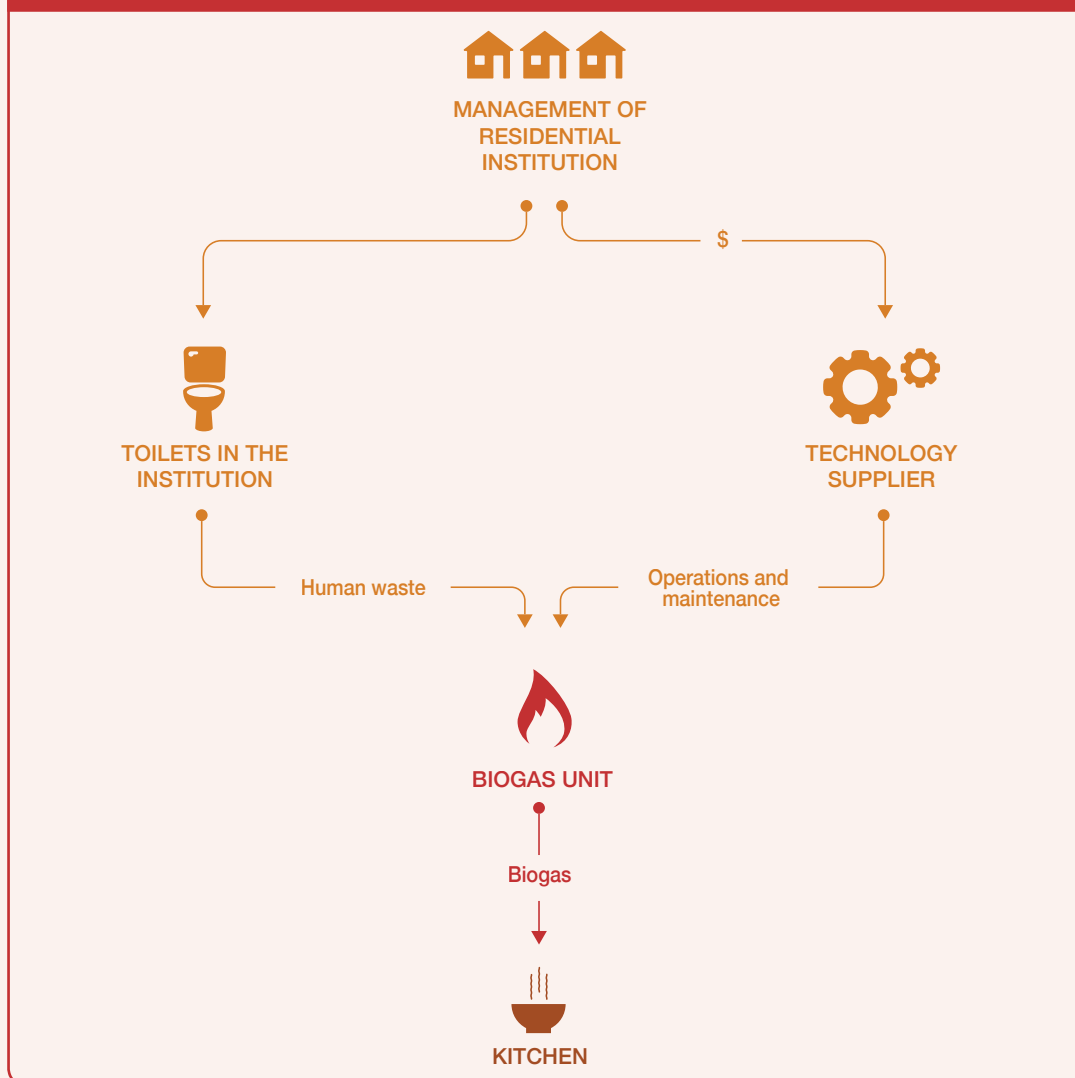 MANAGEMENT OF
RESIDENTIAL
INSTITUTION
$
TOILETS IN THE
INSTITUTION
TECHNOLOGY
SUPPLIER
Human waste
Operations and
maintenance
BIOGAS UNIT
Biogas
KITCHEN